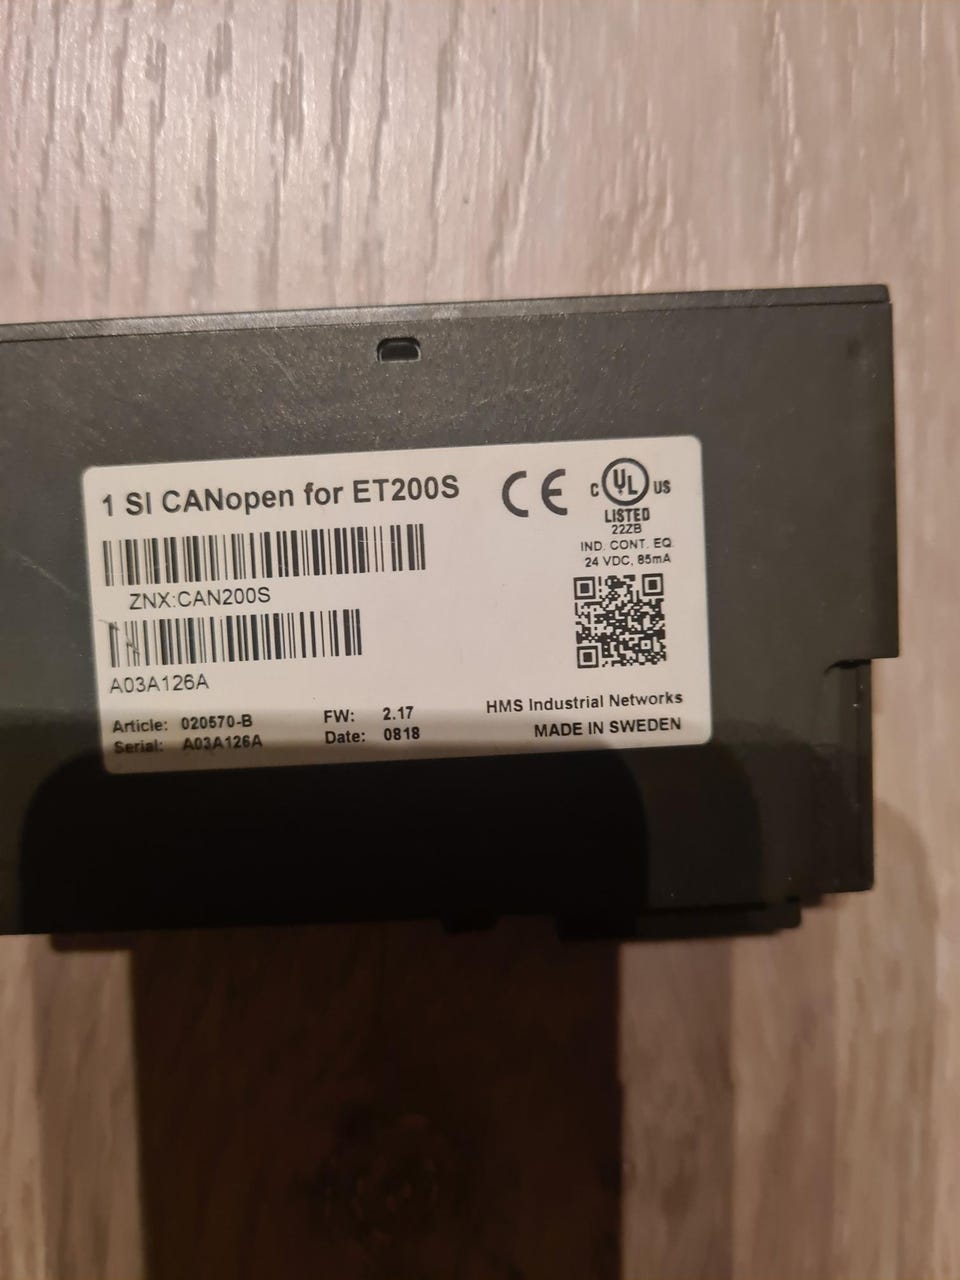 1 SI CANopen for ET200S
CE
C UL US
LISTED
22ZB
IND. CONT. EQ.
24 VDC, 85mA
ZNX:CAN200S
A03A126A
Article: 020570-B
FW: 2.17
Serial: A03A126A
Date: 0818
HMS Industrial Networks
MADE IN SWEDEN